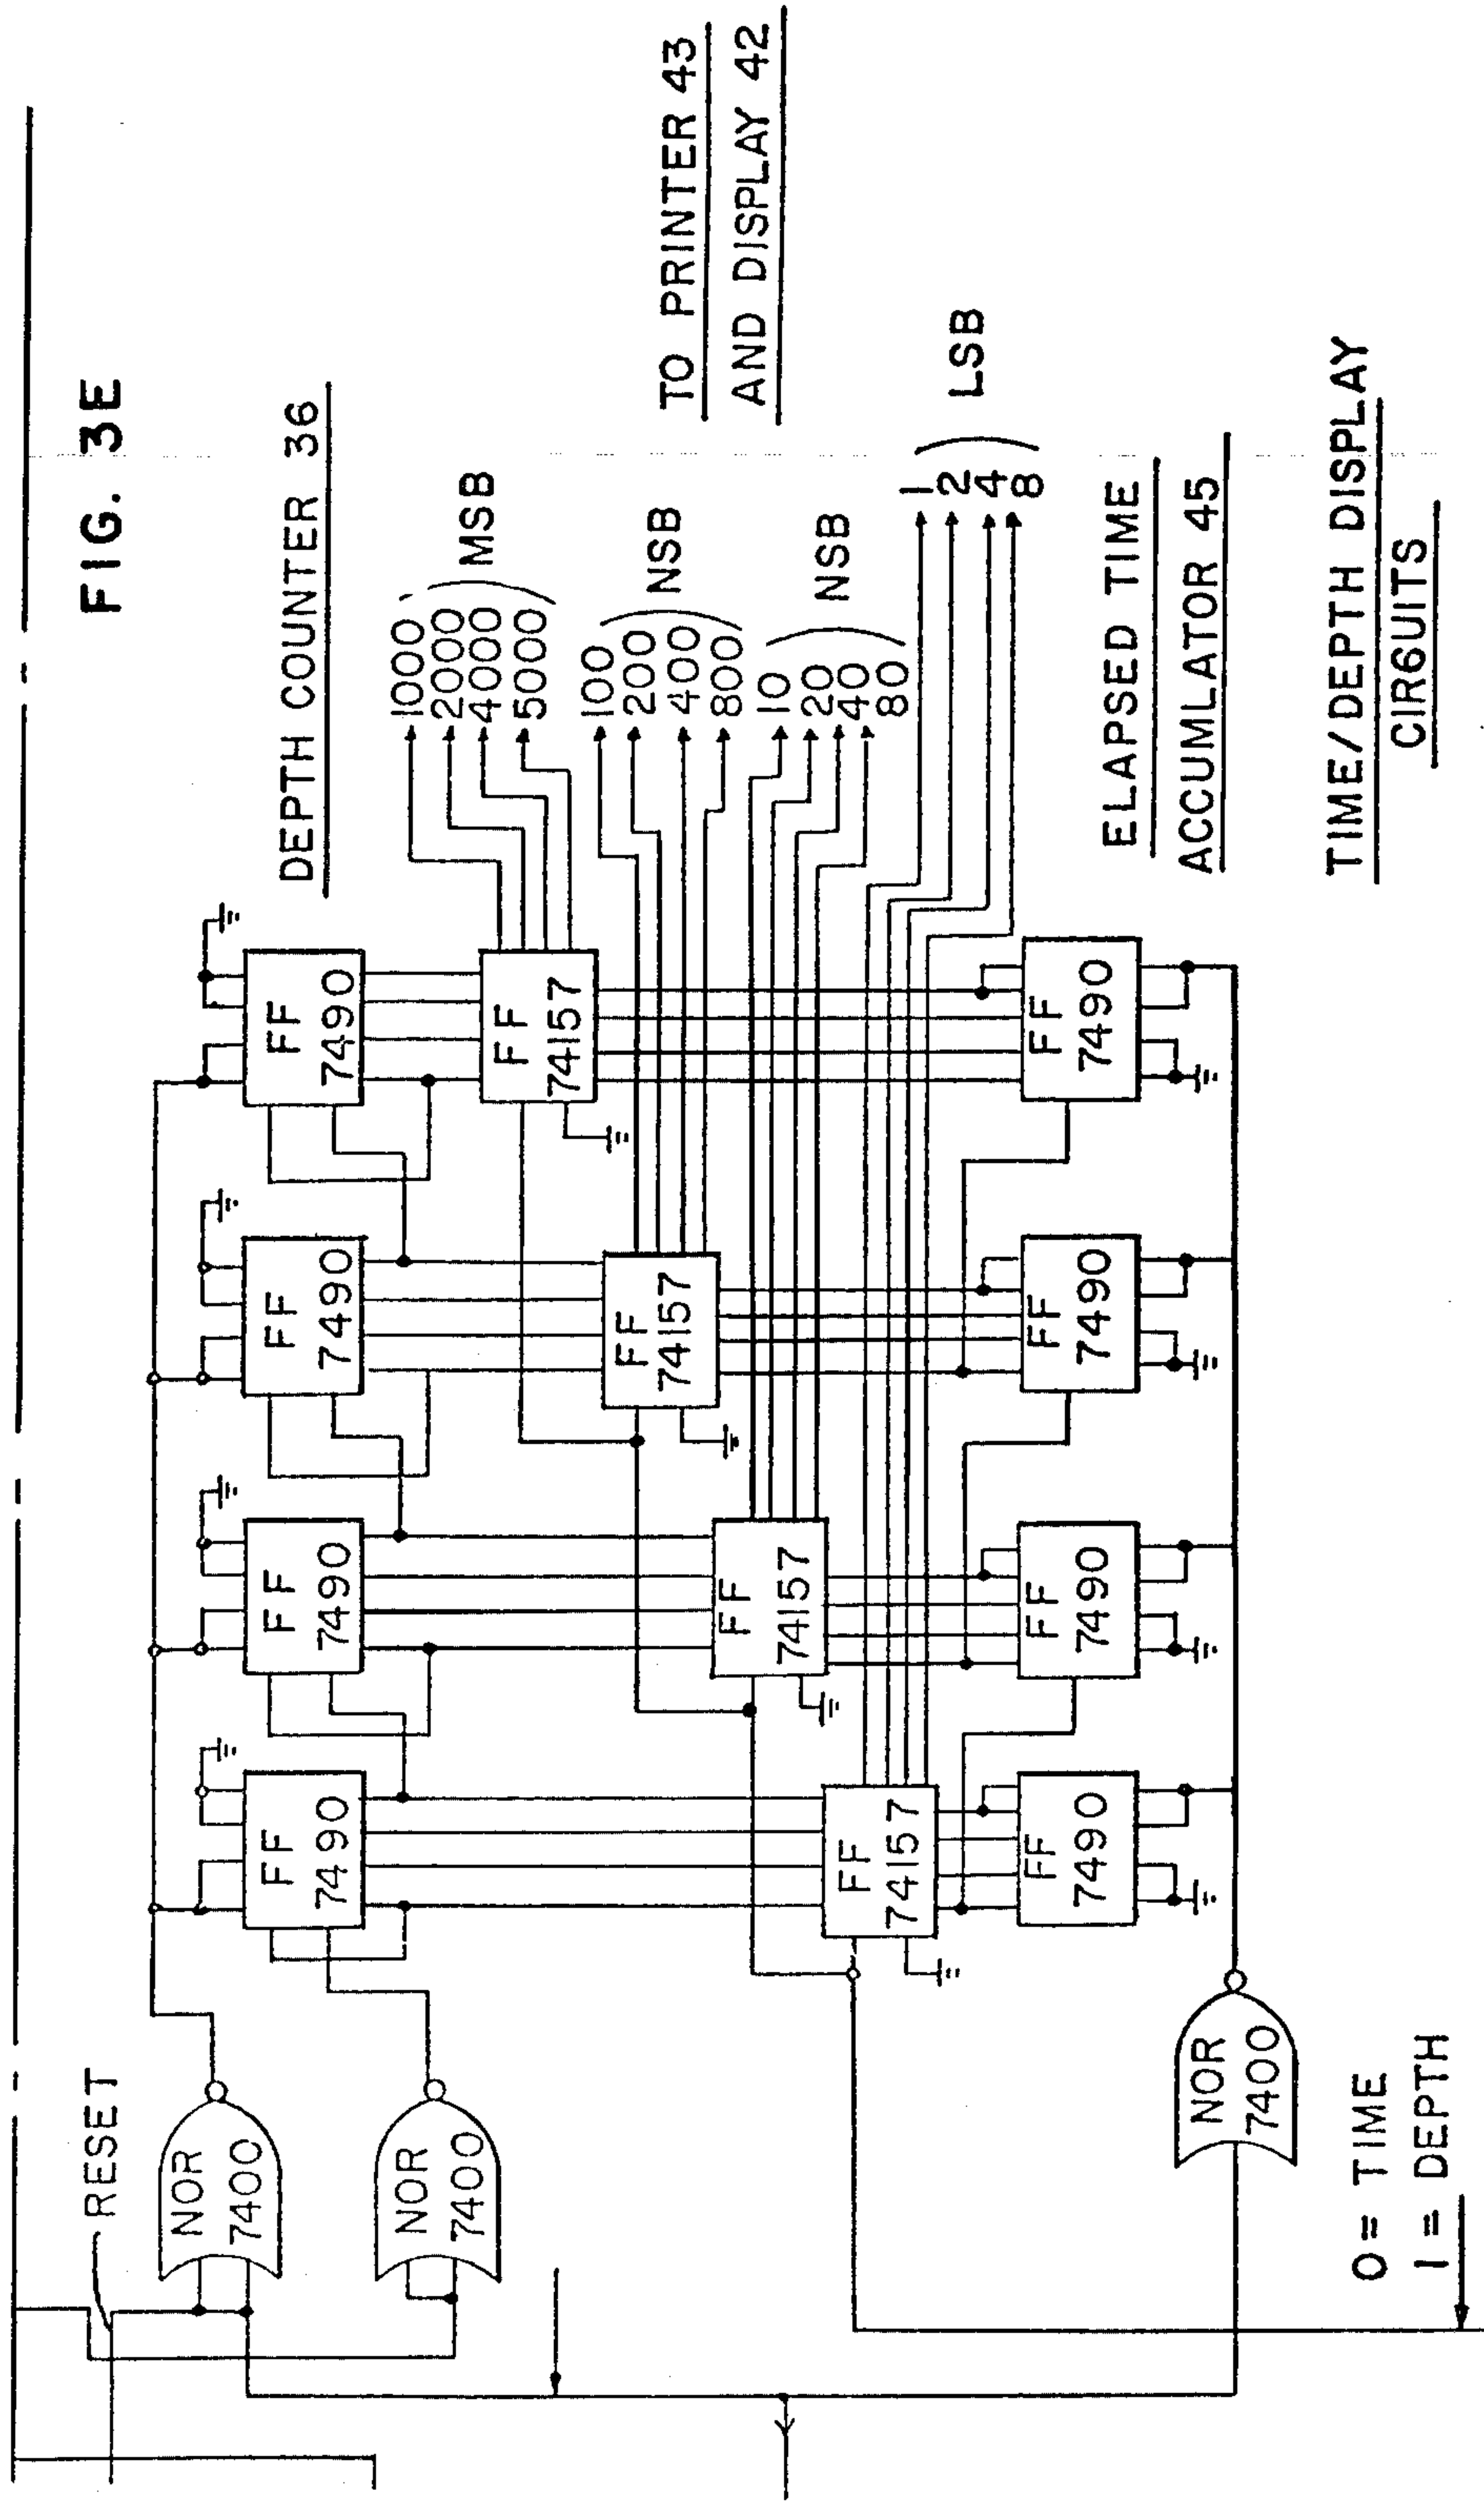 FIG. 3E
RESET
NOR
7400
NOR
7400
DEPTH COUNTER 36
FF
7490
FF
7490
FF
7490
FF
7490
1000
2000
4000
5000
MSB
FF
74157
100
200
400
800
NSB
FF
74157
TO PRINTER 43
AND DISPLAY 42
10
20
40
80
NSB
FF
74157
1
2
4
8
LSB
FF
74157
FF
7490
FF
7490
FF
7490
FF
7490
ELAPSED TIME
ACCUMLATOR 45
NOR
7400
0 = TIME
1 = DEPTH
TIME/DEPTH DISPLAY
CIR6UITS